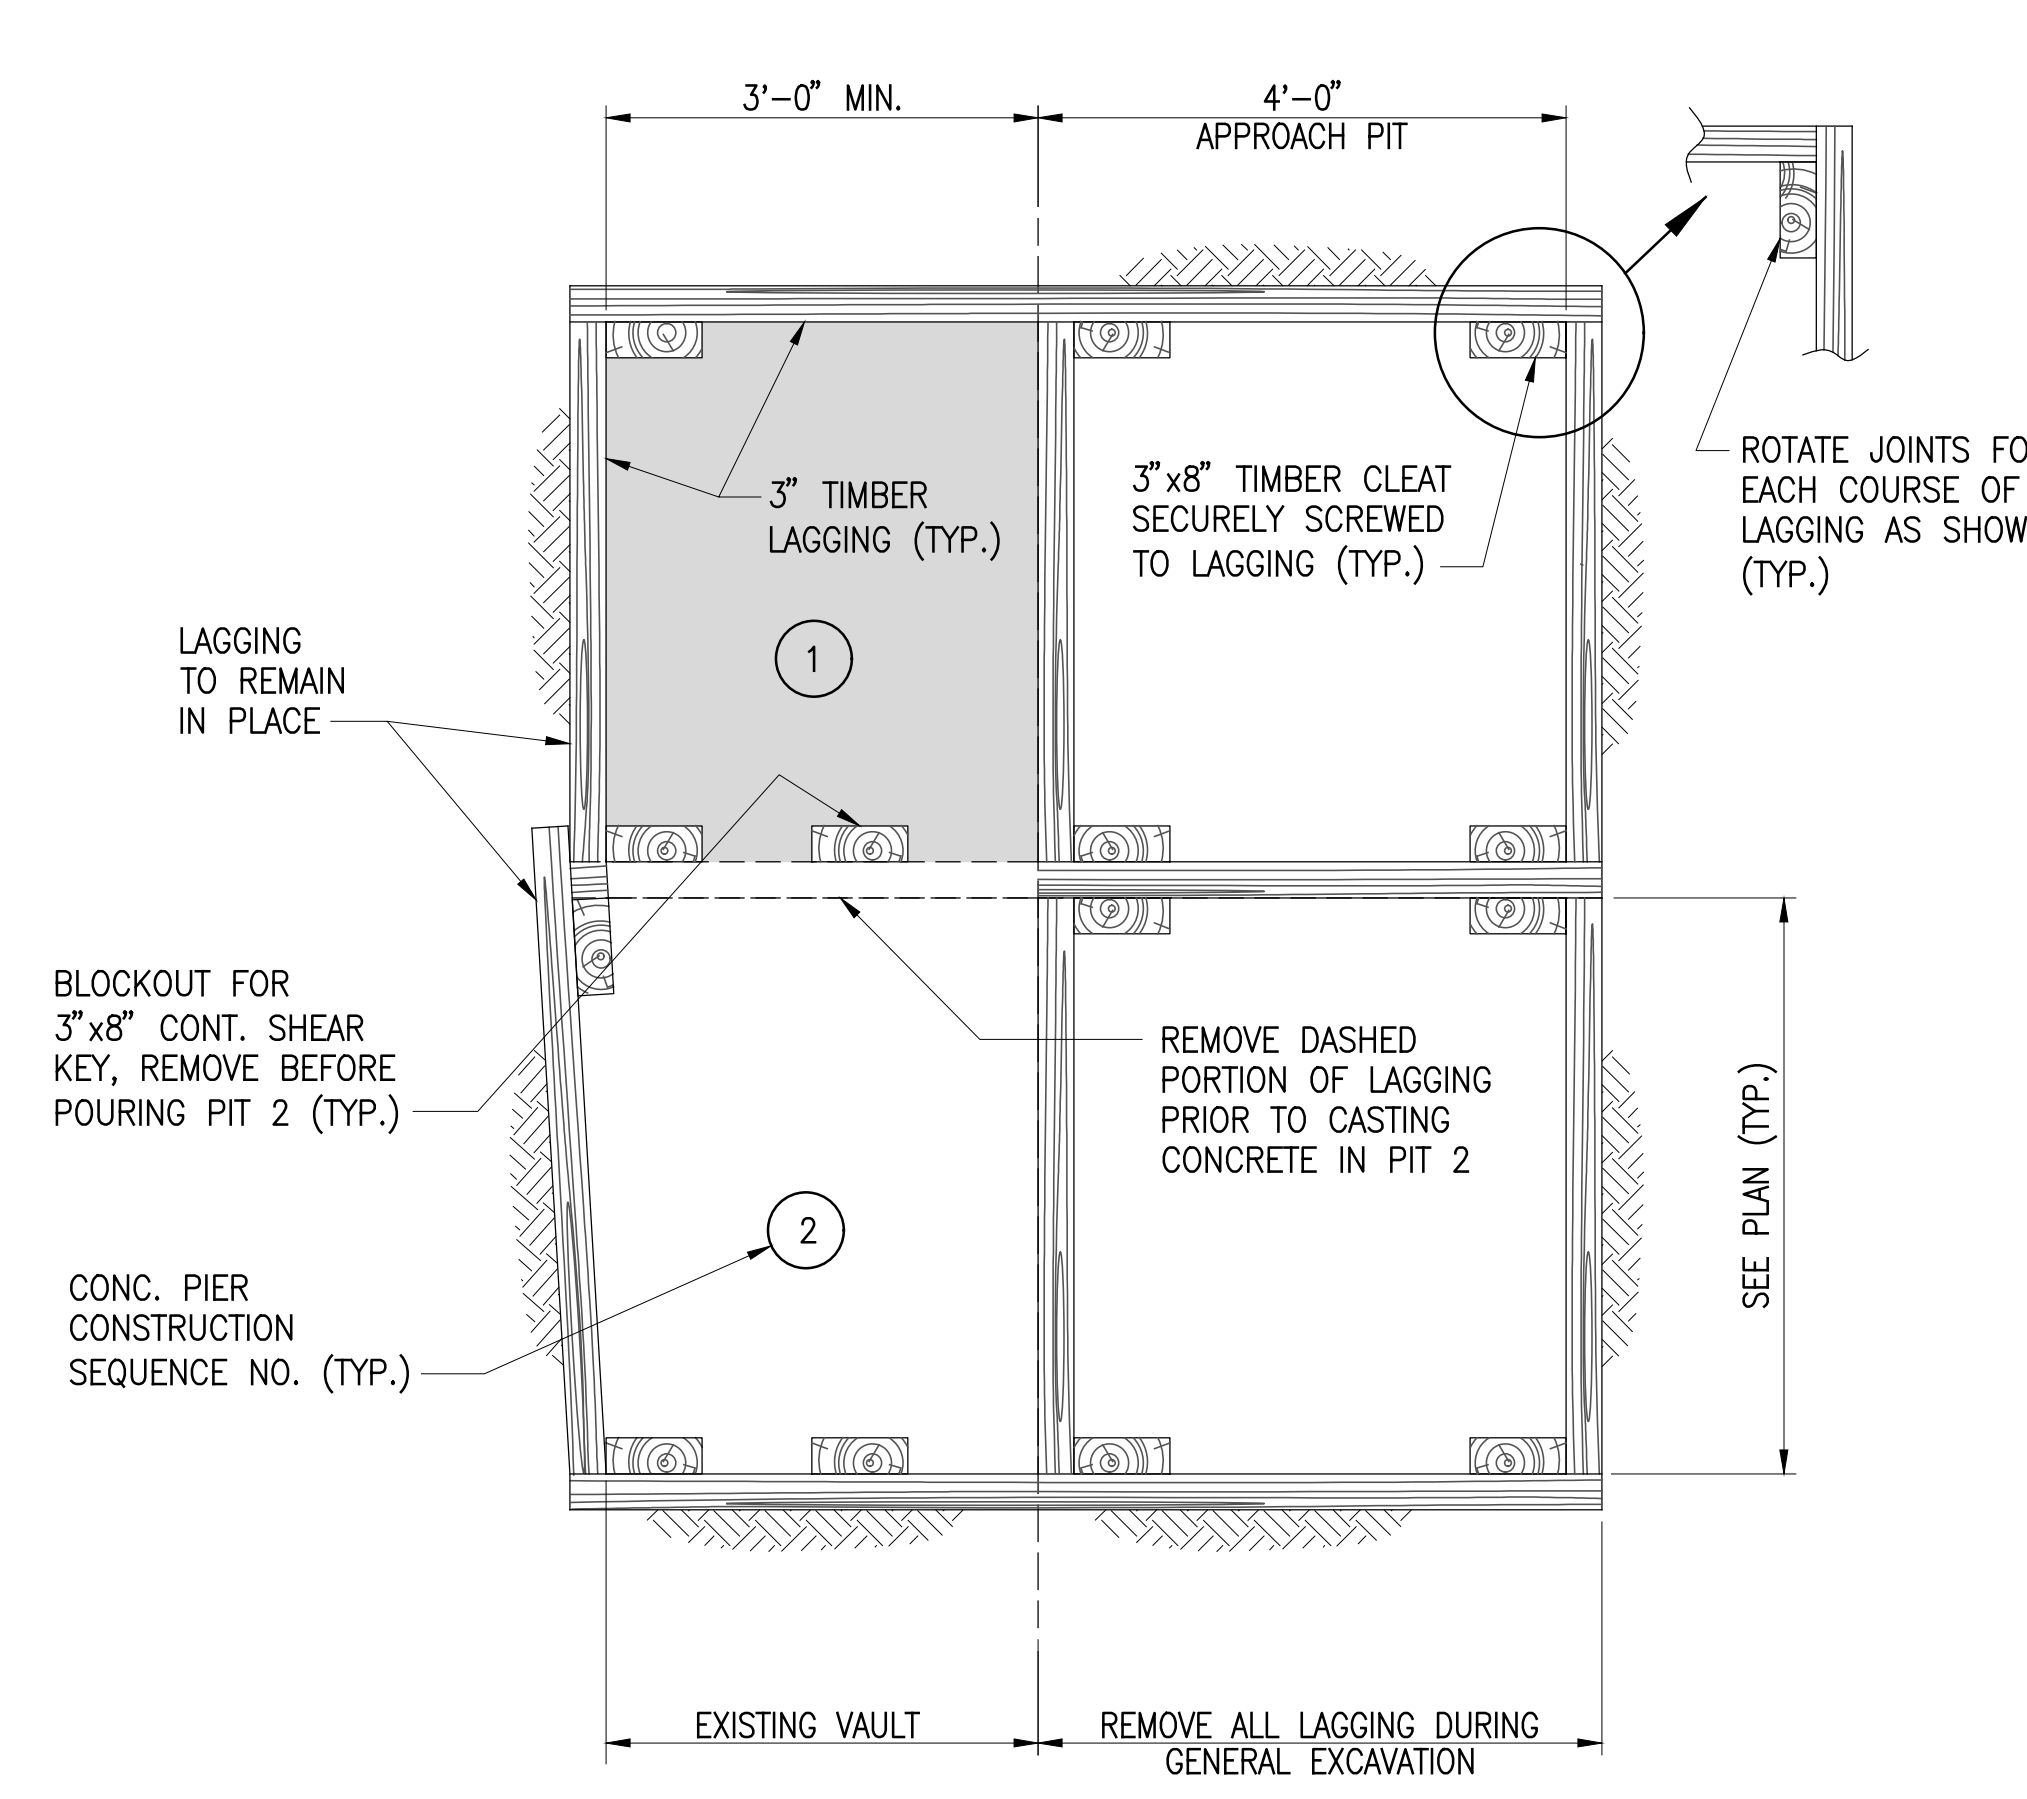 3'-0" MIN.
4'-0"
APPROACH PIT
3"x8" TIMBER CLEAT
SECURELY SCREWED
TO LAGGING (TYP.)
ROTATE JOINTS FO
EACH COURSE OF
LAGGING AS SHOW
(TYP.)
3" TIMBER
LAGGING (TYP.)
LAGGING
TO REMAIN
IN PLACE
1
BLOCKOUT FOR
3"x8" CONT. SHEAR
KEY, REMOVE BEFORE
POURING PIT 2 (TYP.)
REMOVE DASHED
PORTION OF LAGGING
PRIOR TO CASTING
CONCRETE IN PIT 2
SEE PLAN (TYP.)
2
CONC. PIER
CONSTRUCTION
SEQUENCE NO. (TYP.)
EXISTING VAULT
REMOVE ALL LAGGING DURING
GENERAL EXCAVATION